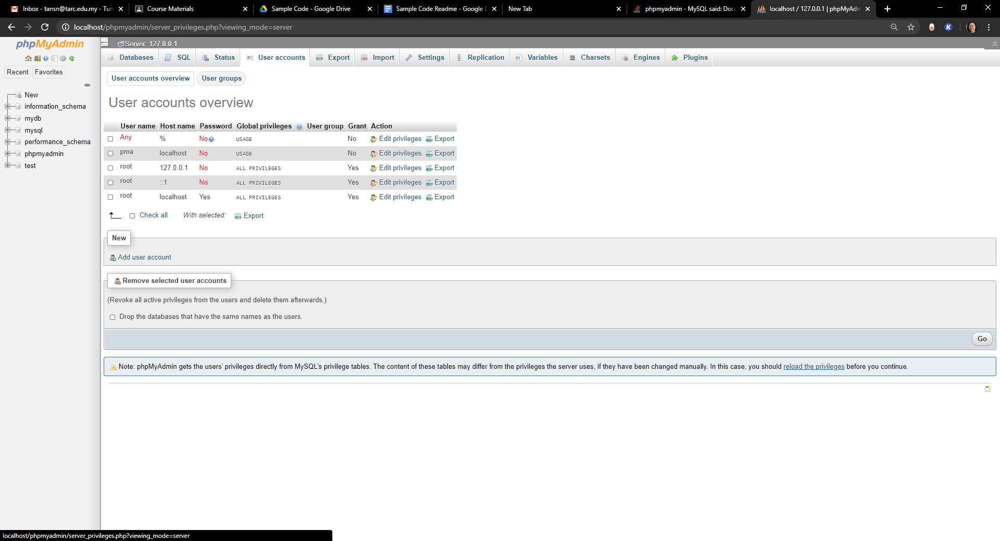 Inbox - tansn@tarc.edu.my - Tun
Course Materials
Sample Code - Google Drive
Sample Code Readme - Google D
New Tab
phpmyadmin - MySQL said: Docu
localhost / 127.0.0.1 | phpMyAdm
localhost/phpmyadmin/server_privileges.php?viewing_mode=server
K
phpMyAdmin
Recent Favorites
New
information_schema
mydb
mysql
performance_schema
phpmyadmin
test
Server: 127.0.0.1
Databases SQL Status User accounts Export Import Settings Replication Variables Charsets Engines Plugins
User accounts overview User groups
User accounts overview
User name Host name Password Global privileges User group Grant Action
Any % No USAGE No Edit privileges Export
pma localhost No USAGE No Edit privileges Export
root 127.0.0.1 No ALL PRIVILEGES Yes Edit privileges Export
root ::1 No ALL PRIVILEGES Yes Edit privileges Export
root localhost Yes ALL PRIVILEGES Yes Edit privileges Export
Check all With selected: Export
New
Add user account
Remove selected user accounts
(Revoke all active privileges from the users and delete them afterwards.)
Drop the databases that have the same names as the users.
Go
Note: phpMyAdmin gets the users' privileges directly from MySQL's privilege tables. The content of these tables may differ from the privileges the server uses, if they have been changed manually. In this case, you should reload the privileges before you continue.
localhost/phpmyadmin/server_privileges.php?viewing_mode=server